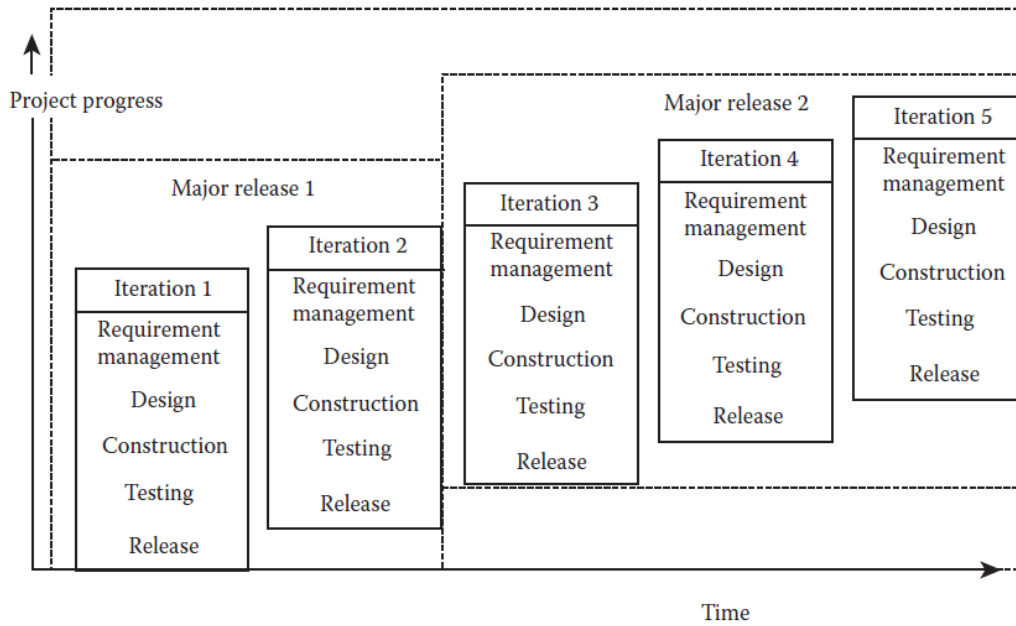 Project progress
Major release 1
Iteration 1
Requirement
management
Design
Construction
Testing
Release
Iteration 2
Requirement
management
Design
Construction
Testing
Release
Major release 2
Iteration 3
Requirement
management
Design
Construction
Testing
Release
Iteration 4
Requirement
management
Design
Construction
Testing
Release
Iteration 5
Requirement
management
Design
Construction
Testing
Release
Time